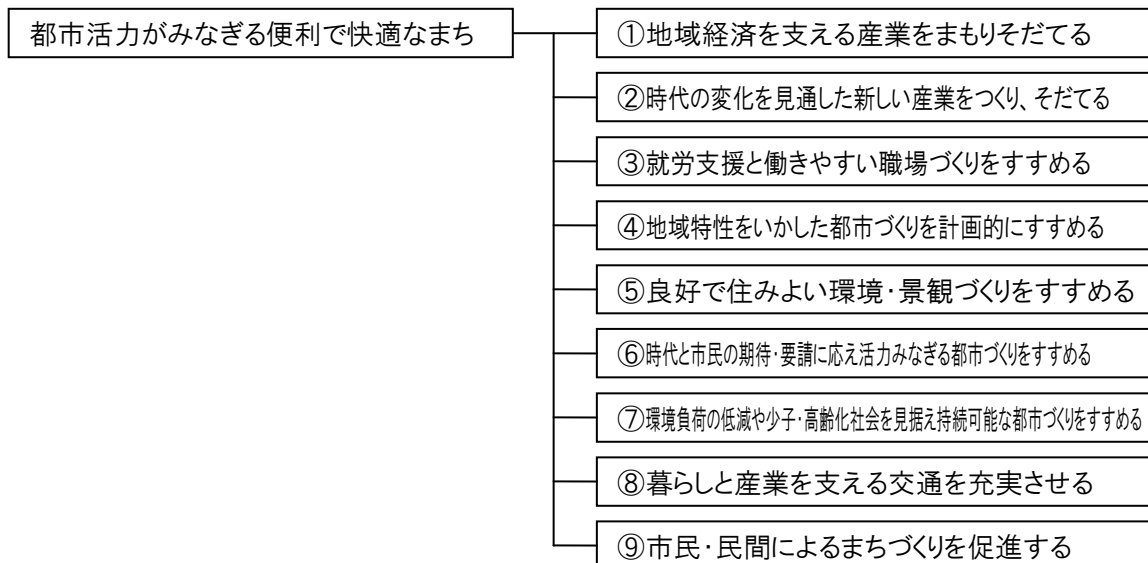 都市活力がみなぎる便利で快適なまち
①地域経済を支える産業をまもりそだてる
②時代の変化を見通した新しい産業をつくり、そだてる
③就労支援と働きやすい職場づくりをすすめる
④地域特性をいかした都市づくりを計画的にすすめる
⑤良好で住みよい環境・景観づくりをすすめる
⑥時代と市民の期待・要請に応え活力みなぎる都市づくりをすすめる
⑦環境負荷の低減や少子・高齢化社会を見据え持続可能な都市づくりをすすめる
⑧暮らしと産業を支える交通を充実させる
⑨市民・民間によるまちづくりを促進する